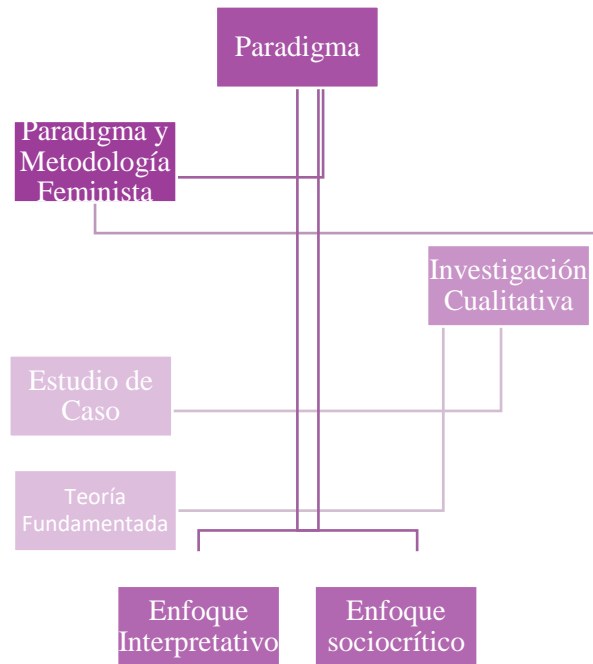 Paradigma
Paradigma y
Metodología
Feminista
Investigación
Cualitativa
Estudio de
Caso
Teoría
Fundamentada
Enfoque
Interpretativo
Enfoque
sociocrítico